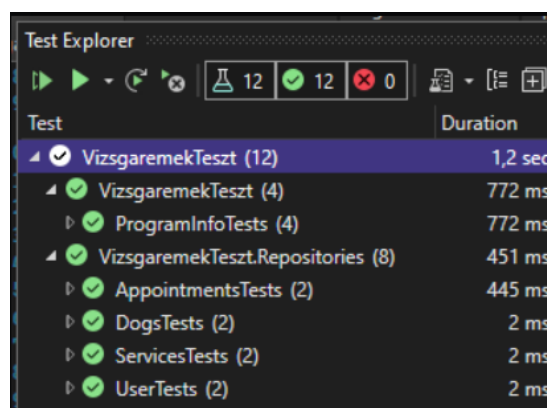 Test Explorer
12 12 0
Test Duration
VizsgaremekTeszt (12) 1,2 sec
VizsgaremekTeszt (4) 772 ms
ProgramInfoTests (4) 772 ms
VizsgaremekTeszt.Repositories (8) 451 ms
AppointmentsTests (2) 445 ms
DogsTests (2) 2 ms
ServicesTests (2) 2 ms
UserTests (2) 2 ms